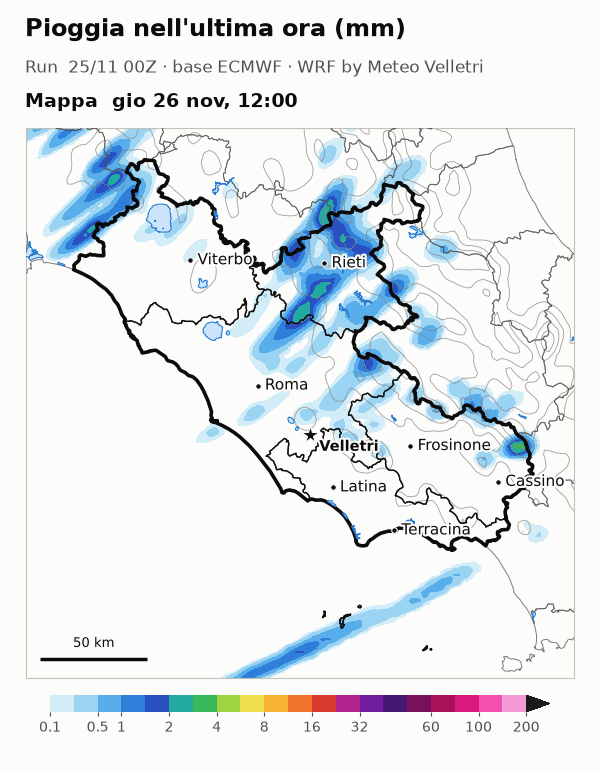 Pioggia nell'ultima ora (mm)
Run 25/11 00Z · base ECMWF · WRF by Meteo Velletri
Mappa gio 26 nov, 12:00
Viterbo
Rieti
Roma
Velletri
Frosinone
Latina
Cassino
Terracina
50 km
0.1 0.5 1 2 4 8 16 32 60 100 200